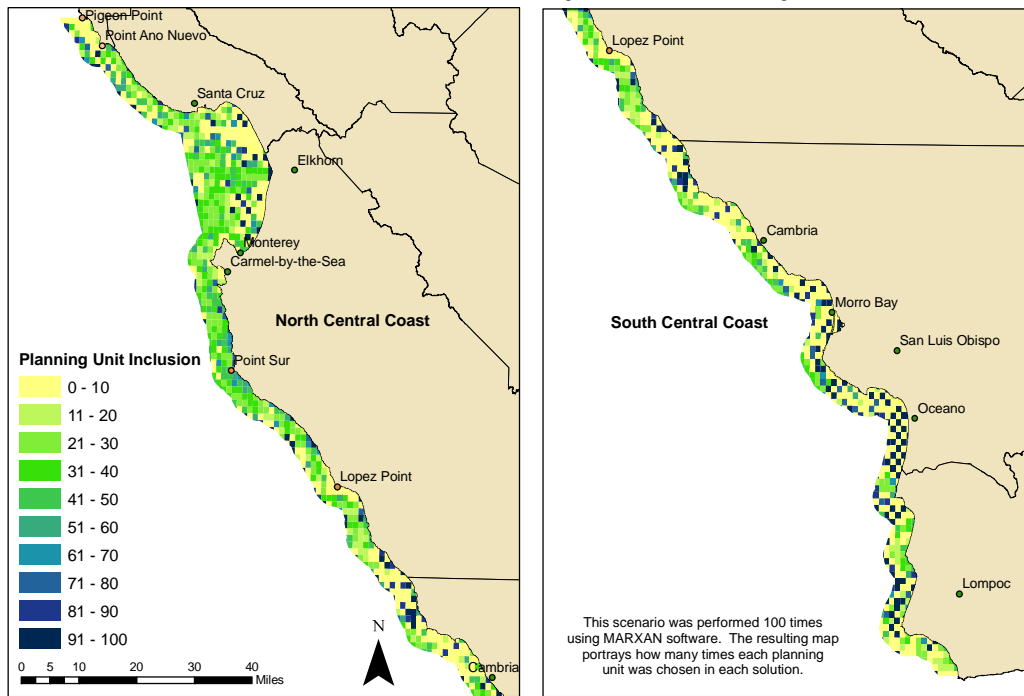 Pigeon Point
Point Ano Nuevo
Santa Cruz
Elkhorn
Monterey
Carmel-by-the-Sea
North Central Coast
Planning Unit Inclusion
Point Sur
0 - 10
11 - 20
21 - 30
31 - 40
41 - 50
51 - 60
61 - 70
71 - 80
81 - 90
91 - 100
Lopez Point
N
Cambria
0 5 10 20 30 40
Miles
Lopez Point
Cambria
Morro Bay
South Central Coast
San Luis Obispo
Oceano
Lompoc
This scenario was performed 100 times
using MARXAN software. The resulting map
portrays how many times each planning
unit was chosen in each solution.